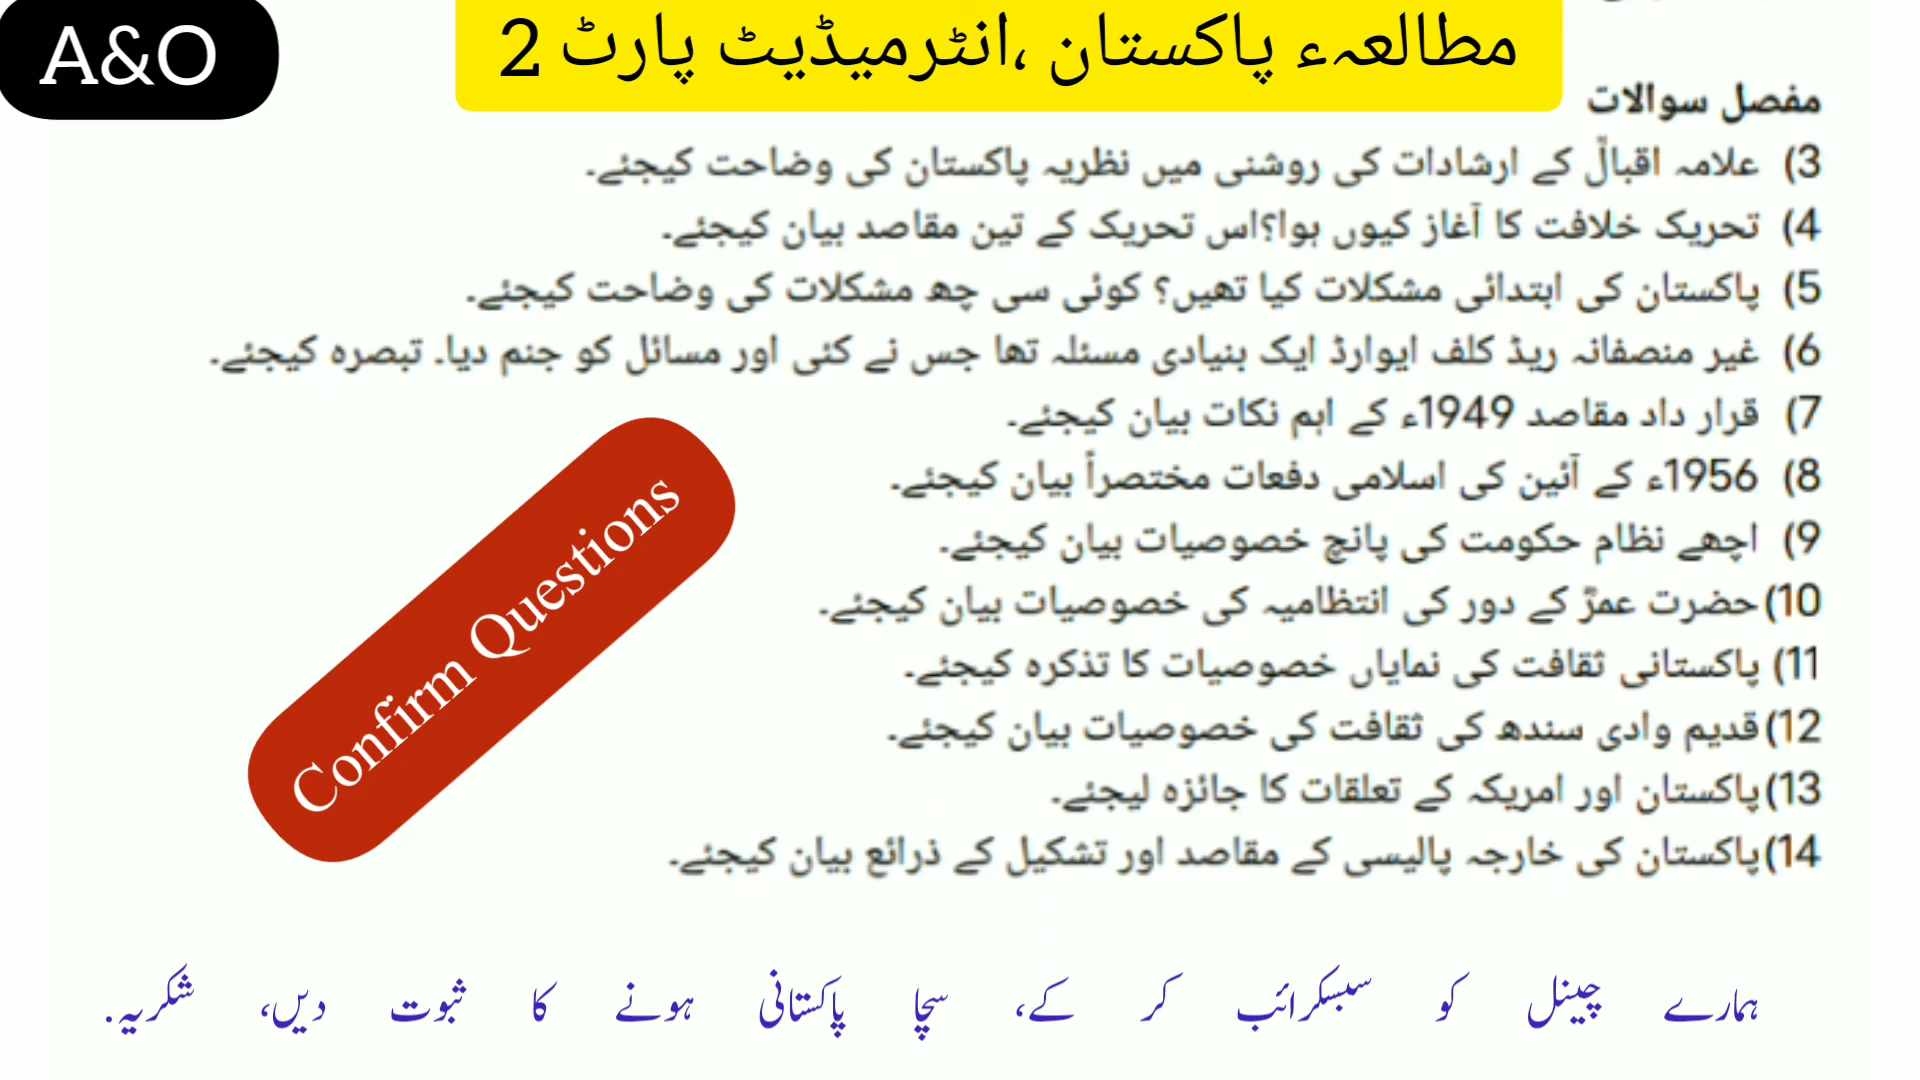 A&O
مطالعہء پاکستان ،انٹرمیڈیٹ پارٹ 2
مفصل سوالات
3) علامہ اقبالؒ کے ارشادات کی روشنی میں نظریہ پاکستان کی وضاحت کیجئے۔
4) تحریک خلافت کا آغاز کیوں ہوا؟اس تحریک کے تین مقاصد بیان کیجئے۔
5) پاکستان کی ابتدائی مشکلات کیا تھیں؟ کوئی سی چھ مشکلات کی وضاحت کیجئے۔
6) غیر منصفانہ ریڈ کلف ایوارڈ ایک بنیادی مسئلہ تھا جس نے کئی اور مسائل کو جنم دیا۔ تبصرہ کیجئے۔
7) قرار داد مقاصد 1949ء کے اہم نکات بیان کیجئے۔
8) 1956ء کے آئین کی اسلامی دفعات مختصراً بیان کیجئے۔
9) اچھے نظام حکومت کی پانچ خصوصیات بیان کیجئے۔
10)حضرت عمرؓ کے دور کی انتظامیہ کی خصوصیات بیان کیجئے۔
11) پاکستانی ثقافت کی نمایاں خصوصیات کا تذکرہ کیجئے۔
12)قدیم وادی سندھ کی ثقافت کی خصوصیات بیان کیجئے۔
13)پاکستان اور امریکہ کے تعلقات کا جائزہ لیجئے۔
14)پاکستان کی خارجہ پالیسی کے مقاصد اور تشکیل کے ذرائع بیان کیجئے۔
Confirm Questions
ہمارے چینل کو سبسکرائب کر کے، سچا پاکستانی ہونے کا ثبوت دیں، شکریہ.